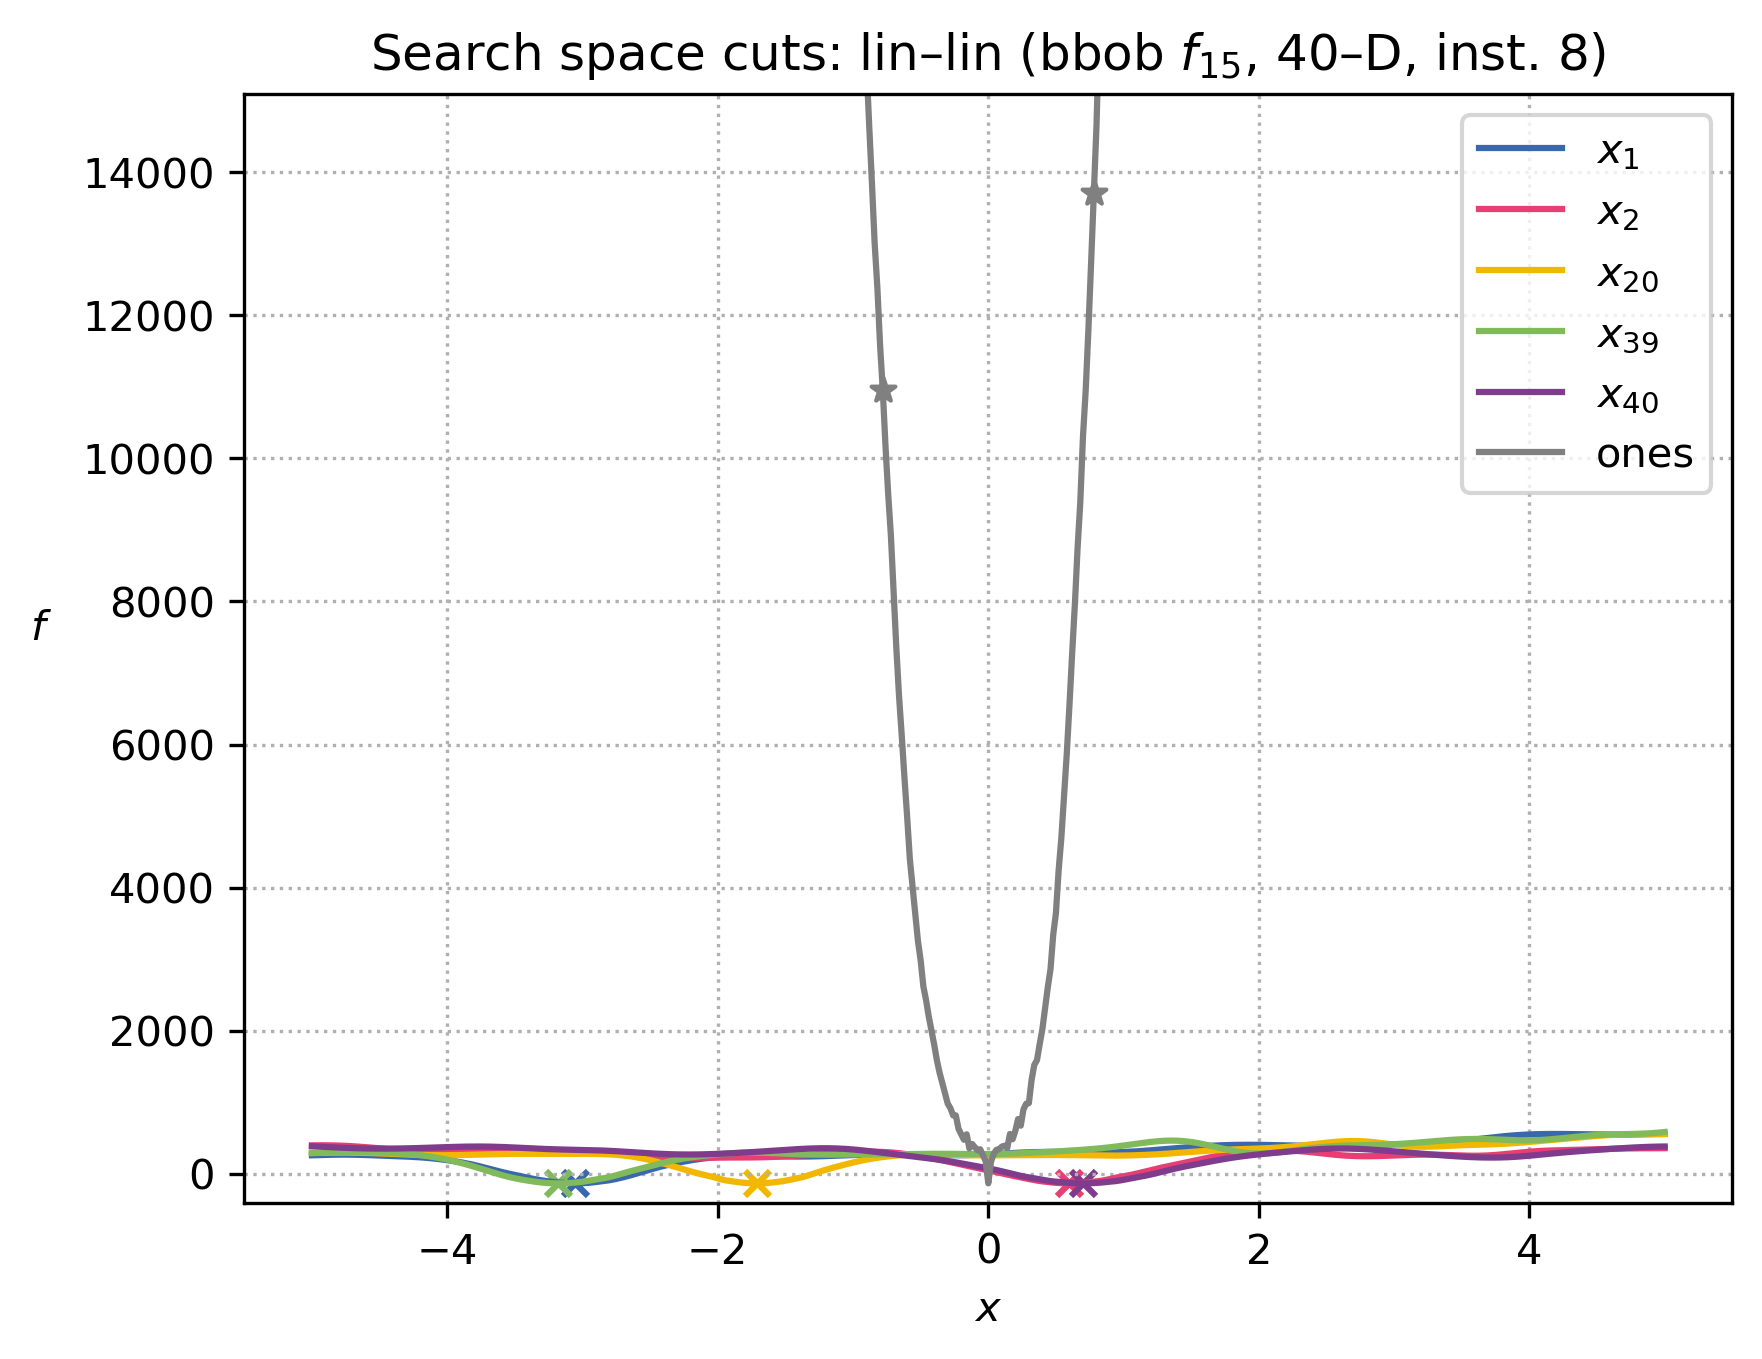 Search space cuts: lin–lin (bbob f₁₅, 40–D, inst. 8)
14000
12000
10000
8000
6000
4000
2000
0
f
x₁
x₂
x₂₀
x₃₉
x₄₀
ones
−4 −2 0 2 4
x